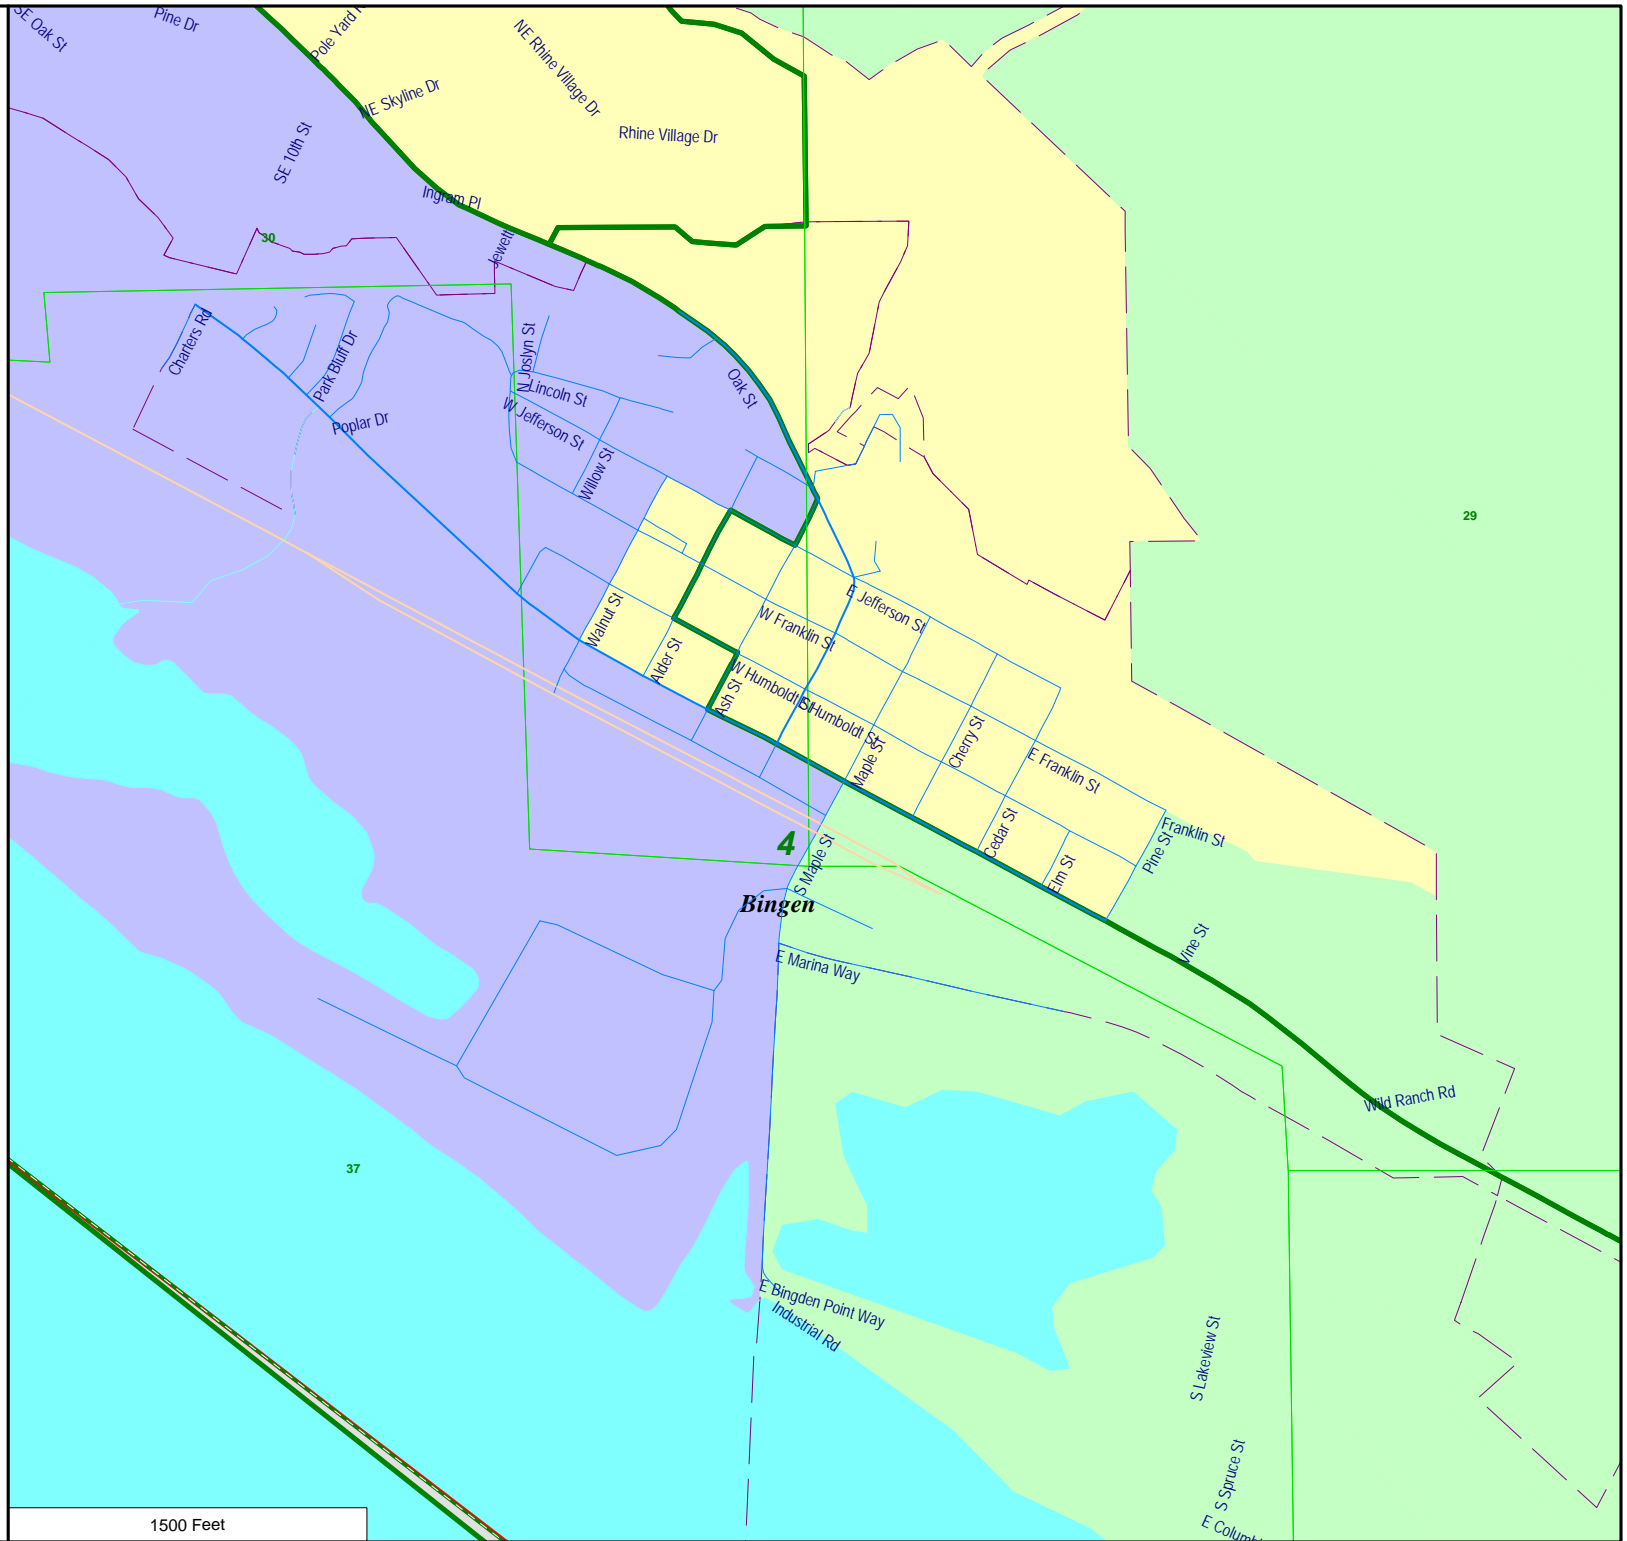 SE Oak St
Pine Dr
Pole Yard R
NE Rhine Village Dr
NE Skyline Dr
Rhine Village Dr
SE 10th St
Ingram Pl
30
Jewett
Charters Rd
Park Bluff Dr
N Joslyn St
Lincoln St
Oak St
W Jefferson St
Poplar Dr
Willow St
29
E Jefferson St
Walnut St
W Franklin St
Alder St
W Humboldt St
Ash St
E Humboldt St
Maple St
Cherry St
E Franklin St
Cedar St
Franklin St
4
Pine St
S Maple St
Elm St
Bingen
Vine St
E Marina Way
Wild Ranch Rd
37
E Bingden Point Way
Industrial Rd
S Lakeview St
S Spruce St
1500 Feet